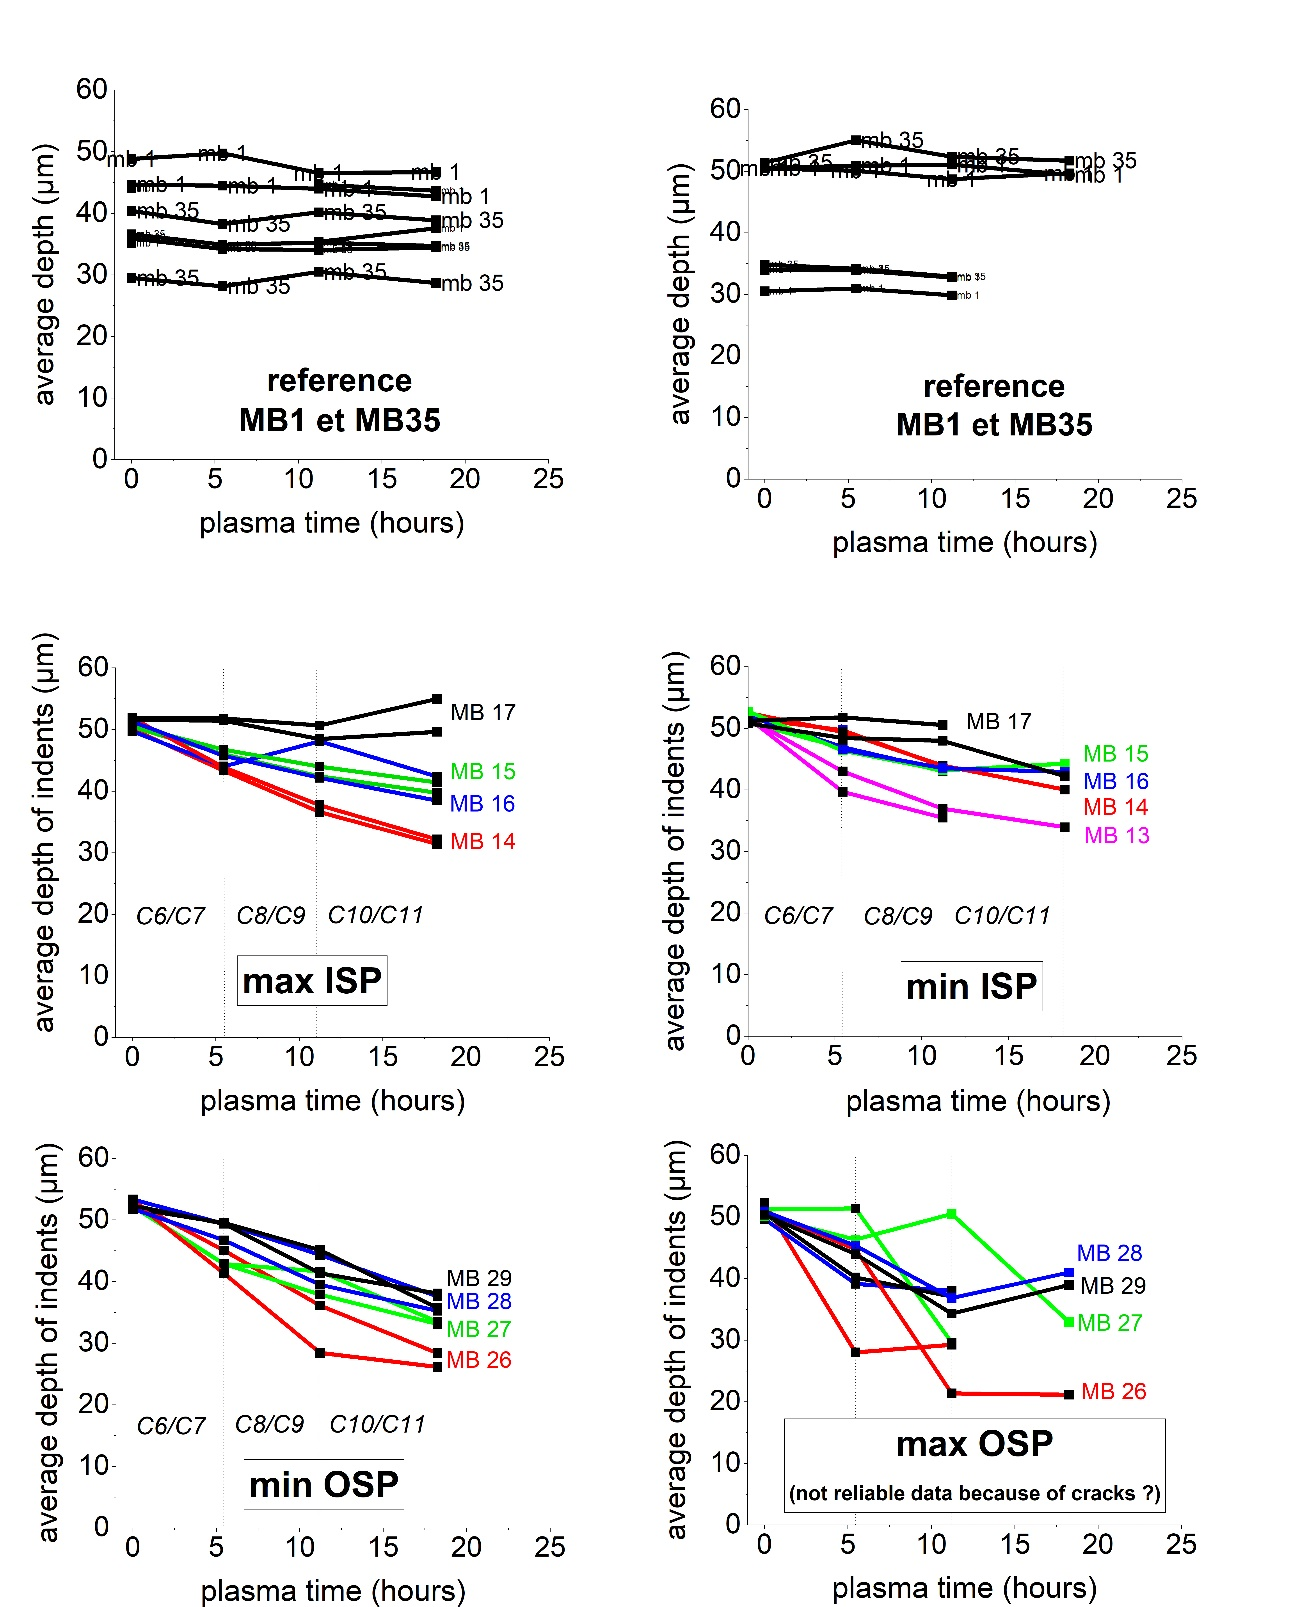 60
50
40
30
20
10
0
average depth (µm)
mb 1
mb 1
mb 1
mb 1
mb 1
mb 1
mb 1
mb 1
mb 35
mb 35
mb 35
mb 35
mb 35
mb 35
mb 35
mb 35
reference
MB1 et MB35
0 5 10 15 20 25
plasma time (hours)
60
50
40
30
20
10
0
average depth (µm)
mb 35
mb 35
mb 35
mb 35
mb 1
mb 1
mb 1
mb 35
mb 1
reference
MB1 et MB35
0 5 10 15 20 25
plasma time (hours)
60
50
40
30
20
10
0
average depth of indents (µm)
MB 17
MB 15
MB 16
MB 14
C6/C7 C8/C9 C10/C11
max ISP
0 5 10 15 20 25
plasma time (hours)
60
50
40
30
20
10
0
average depth of indents (µm)
MB 17
MB 15
MB 16
MB 14
MB 13
C6/C7 C8/C9 C10/C11
min ISP
0 5 10 15 20 25
plasma time (hours)
60
50
40
30
20
10
0
average depth of indents (µm)
MB 29
MB 28
MB 27
MB 26
C6/C7 C8/C9 C10/C11
min OSP
0 5 10 15 20 25
plasma time (hours)
60
50
40
30
20
10
0
average depth of indents (µm)
MB 28
MB 29
MB 27
MB 26
max OSP
(not reliable data because of cracks ?)
0 5 10 15 20 25
plasma time (hours)